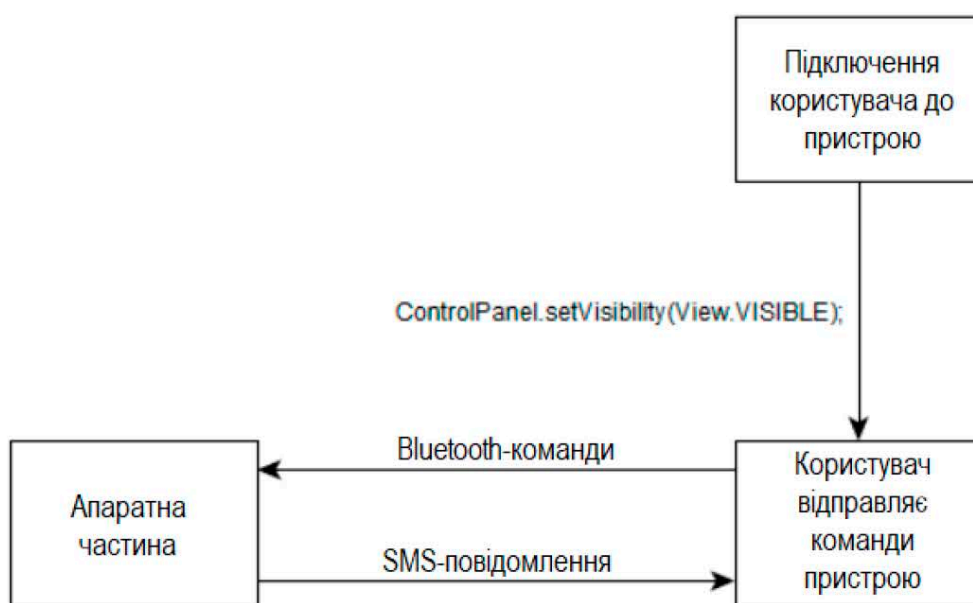 Підключення
користувача до
пристрою
ControlPanel.setVisibility(View.VISIBLE);
Bluetooth-команди
Апаратна
частина
SMS-повідомлення
Користувач
відправляє
команди
пристрою